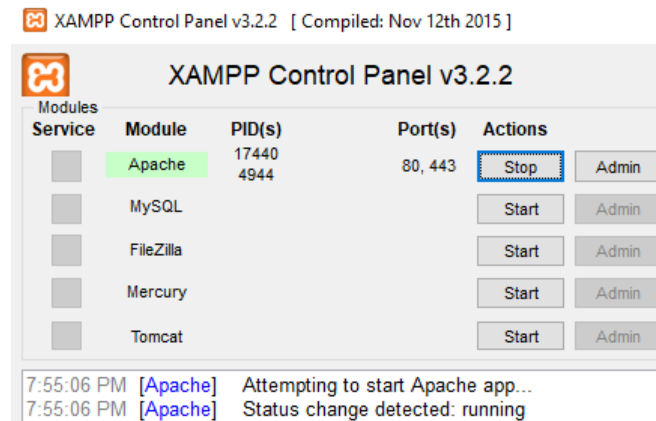 XAMPP Control Panel v3.2.2 [ Compiled: Nov 12th 2015 ]
XAMPP Control Panel v3.2.2
Modules
Service Module PID(s) Port(s) Actions
Apache 17440 4944 80, 443 Stop Admin
MySQL Start Admin
FileZilla Start Admin
Mercury Start Admin
Tomcat Start Admin
7:55:06 PM [Apache] Attempting to start Apache app...
7:55:06 PM [Apache] Status change detected: running